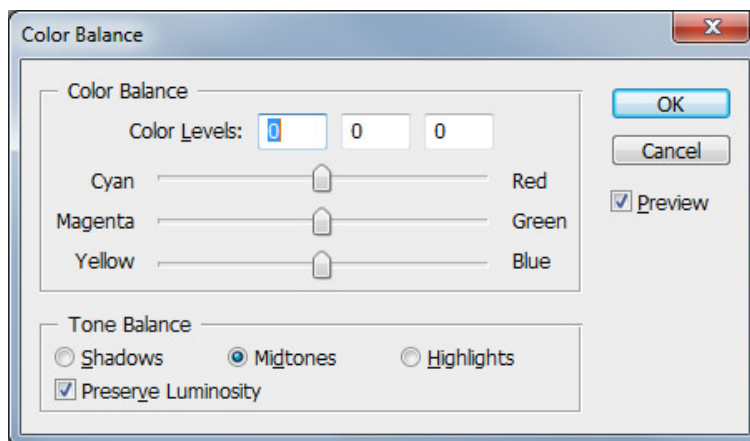 Color Balance
X
Color Balance
Color Levels: 0 0 0
OK
Cancel
Cyan Red
Preview
Magenta Green
Yellow Blue
Tone Balance
Shadows Midtones Highlights
Preserve Luminosity